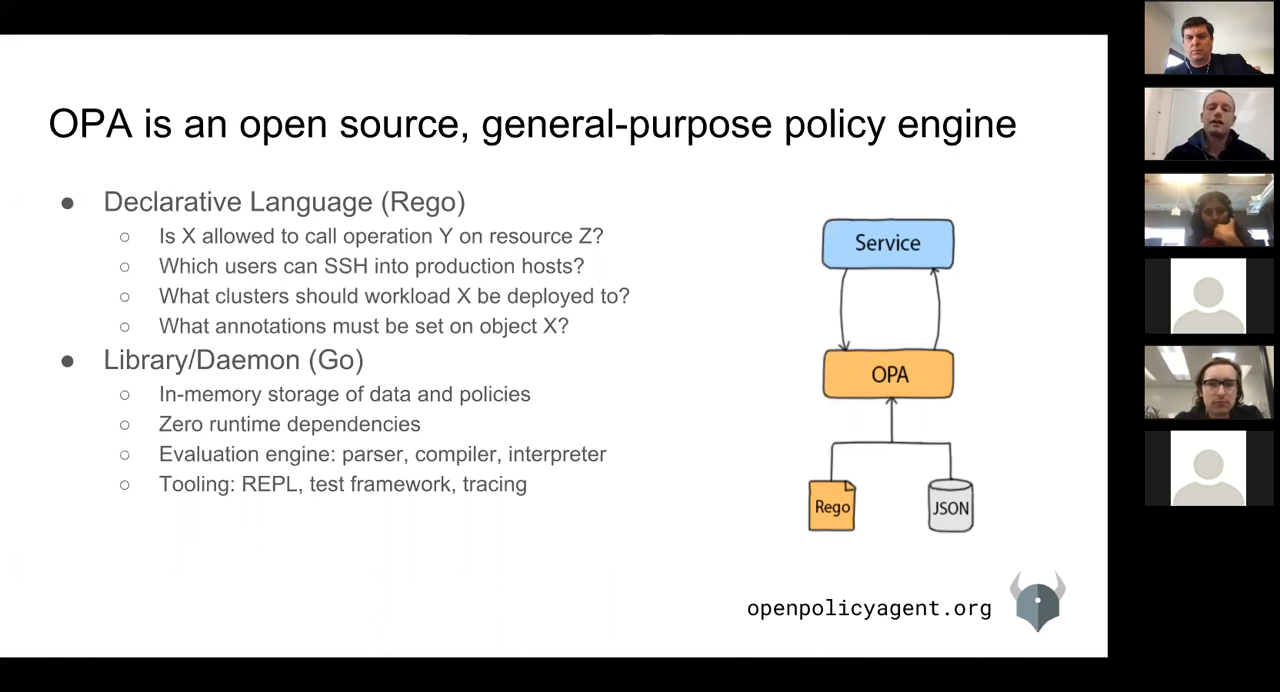 OPA is an open source, general-purpose policy engine
● Declarative Language (Rego)
○ Is X allowed to call operation Y on resource Z?
○ Which users can SSH into production hosts?
○ What clusters should workload X be deployed to?
○ What annotations must be set on object X?
● Library/Daemon (Go)
○ In-memory storage of data and policies
○ Zero runtime dependencies
○ Evaluation engine: parser, compiler, interpreter
○ Tooling: REPL, test framework, tracing
Service
OPA
Rego
JSON
openpolicyagent.org